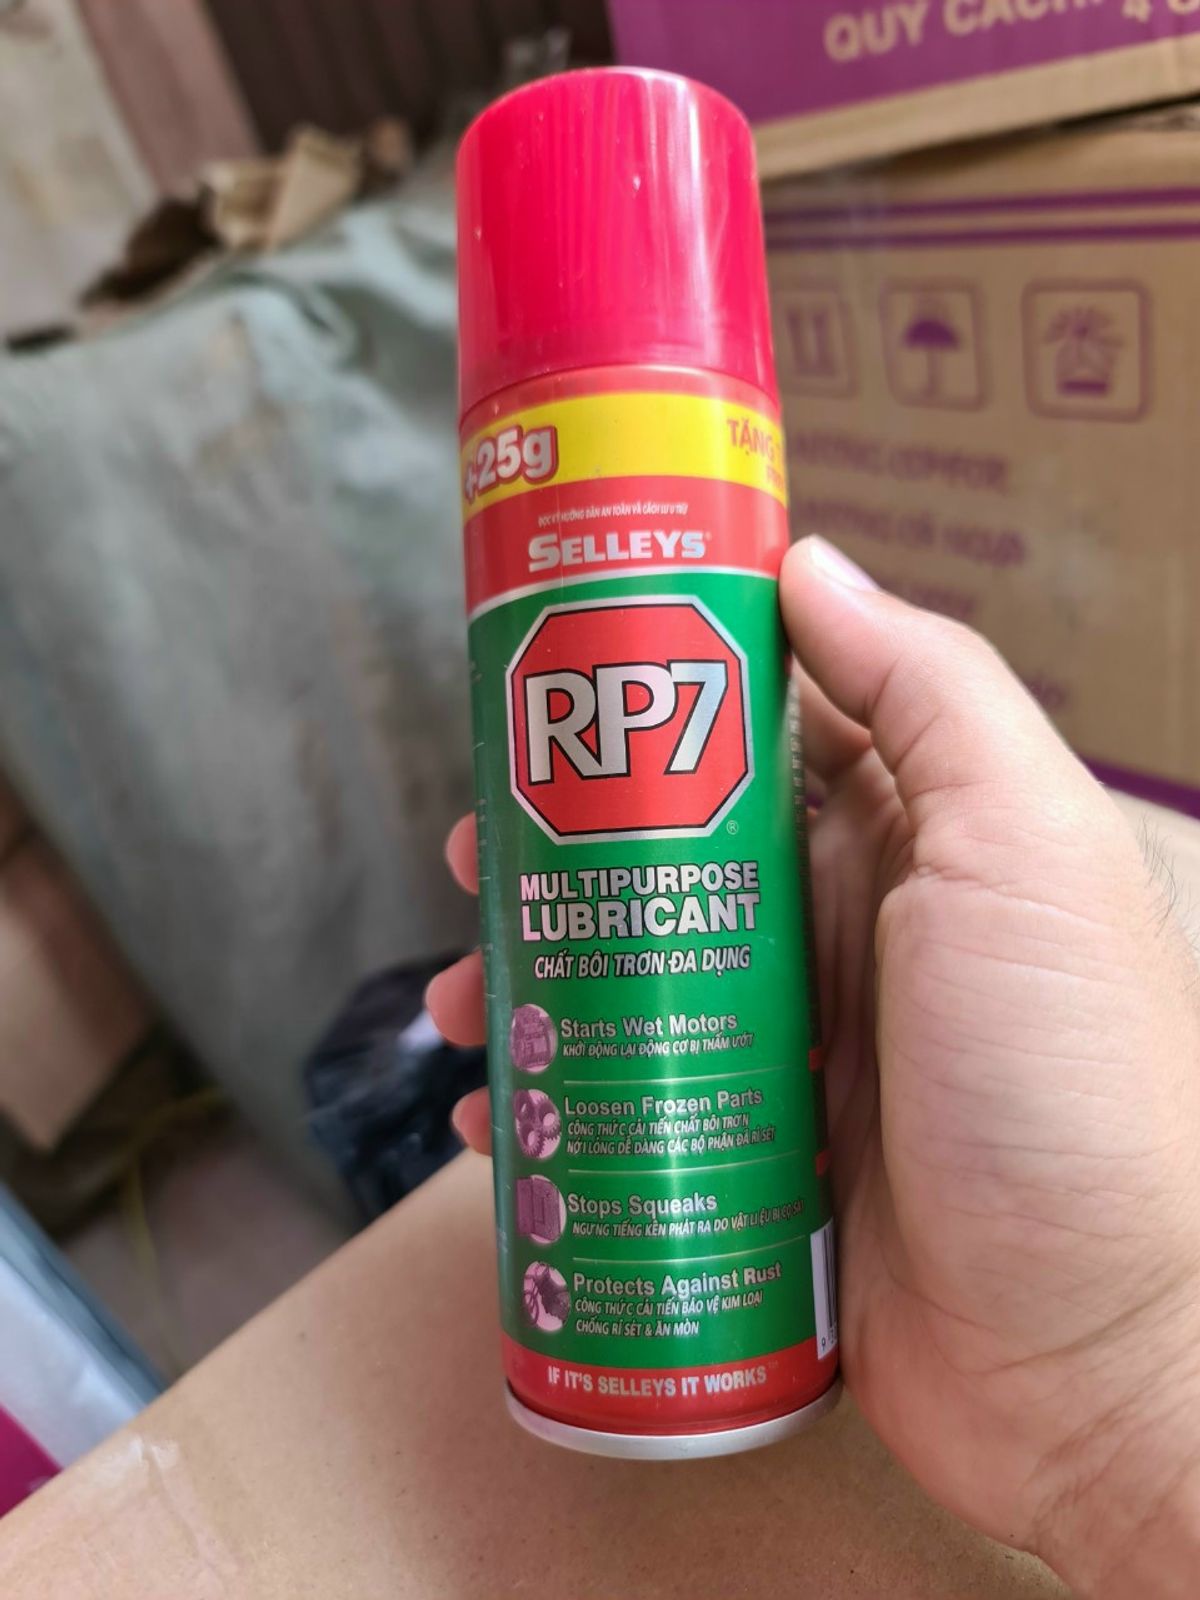 QUY CÁCH
+25g
TẶNG
SELLEYS
RP7
®
MULTIPURPOSE
LUBRICANT
CHẤT BÔI TRƠN ĐA DỤNG
Starts Wet Motors
KHỞI ĐỘNG LẠI ĐỘNG CƠ BỊ THẤM ƯỚT
Loosen Frozen Parts
CÔNG THỨC CẢI TIẾN CHẤT BÔI TRƠN
NỚI LỎNG DỄ DÀNG CÁC BỘ PHẬN ĐÃ RỈ SÉT
Stops Squeaks
NGƯNG TIẾNG KÊN PHÁT RA DO VẬT LIỆU BỊ CỌ SÁT
Protects Against Rust
CÔNG THỨC CẢI TIẾN BẢO VỆ KIM LOẠI
CHỐNG RỈ SÉT & ĂN MÒN
IF IT'S SELLEYS IT WORKS™